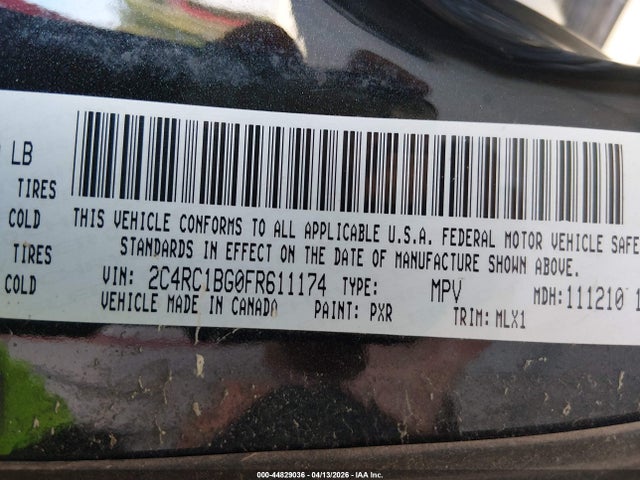 LB
TIRES
COLD
TIRES
COLD
THIS VEHICLE CONFORMS TO ALL APPLICABLE U.S.A. FEDERAL MOTOR VEHICLE SAFE
STANDARDS IN EFFECT ON THE DATE OF MANUFACTURE SHOWN ABOVE.
VIN: 2C4RC1BG0FR611174 TYPE: MPV MDH:111210 1
VEHICLE MADE IN CANADA PAINT: PXR TRIM: MLX1
000-44829036 - 04/13/2026 - IAA Inc.